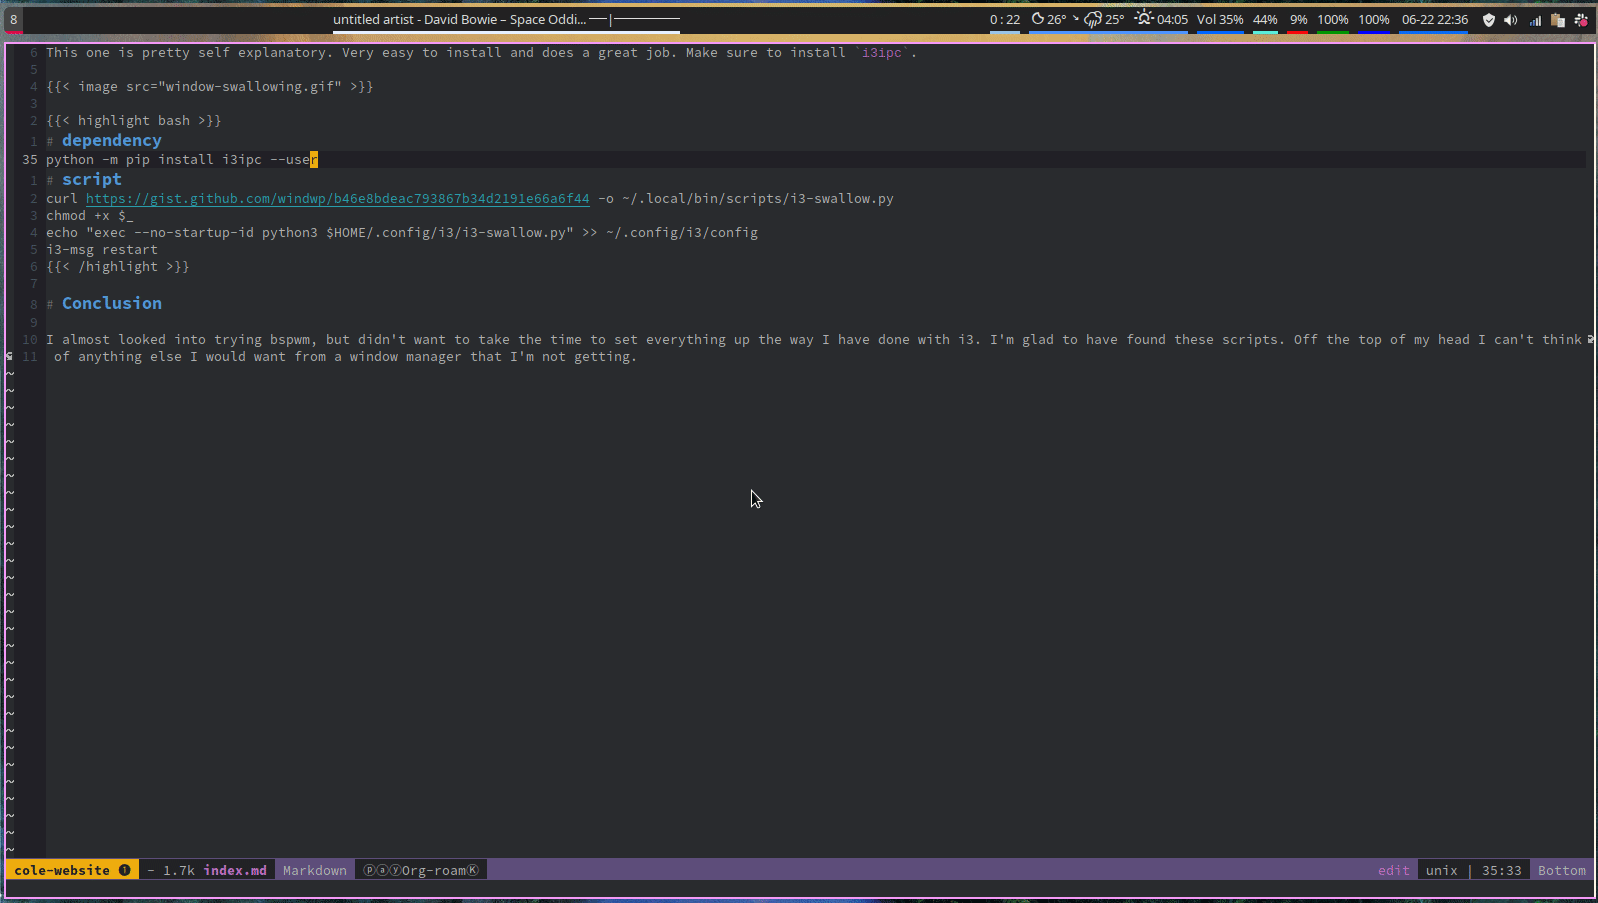 8 untitled artist - David Bowie – Space Oddi... 0 : 22 26° 25° 04:05 Vol 35% 44% 9% 100% 100% 06-22 22:36
6 This one is pretty self explanatory. Very easy to install and does a great job. Make sure to install `i3ipc`.
5
4 {{< image src="window-swallowing.gif" >}}
3
2 {{< highlight bash >}}
1 # dependency
35 python -m pip install i3ipc --user
1 # script
2 curl https://gist.github.com/windwp/b46e8bdeac793867b34d2191e66a6f44 -o ~/.local/bin/scripts/i3-swallow.py
3 chmod +x $_
4 echo "exec --no-startup-id python3 $HOME/.config/i3/i3-swallow.py" >> ~/.config/i3/config
5 i3-msg restart
6 {{< /highlight >}}
7
8 # Conclusion
9
10 I almost looked into trying bspwm, but didn't want to take the time to set everything up the way I have done with i3. I'm glad to have found these scripts. Off the top of my head I can't think
11 of anything else I would want from a window manager that I'm not getting.
cole-website ❶ - 1.7k index.md Markdown ⓟⓐⓨOrg-roamⓀ edit unix | 35:33 Bottom